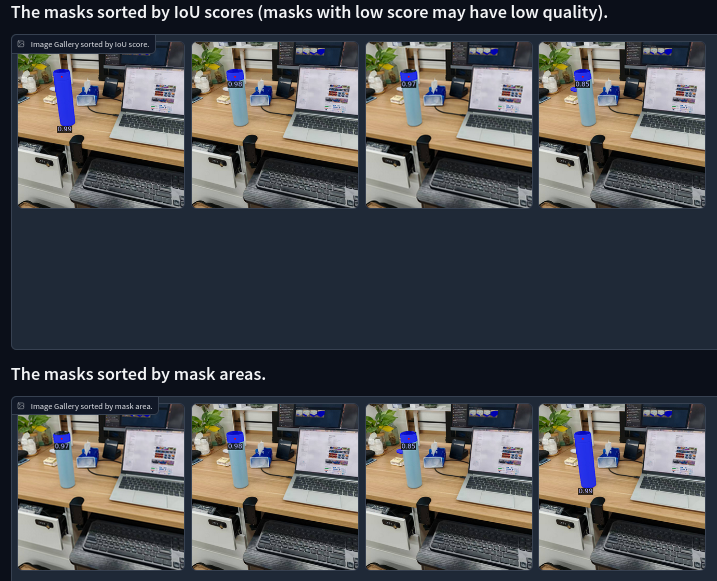 The masks sorted by IoU scores (masks with low score may have low quality).
Image Gallery sorted by IoU score.
0.99
0.98
0.97
0.85
The masks sorted by mask areas.
Image Gallery sorted by mask area.
0.97
0.98
0.85
0.99